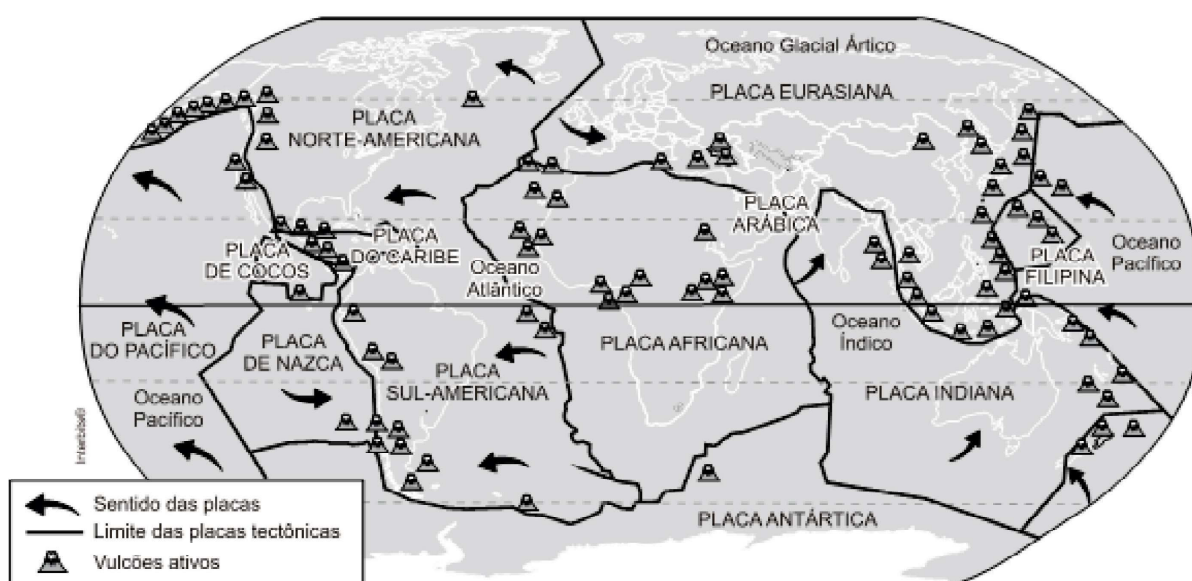 Oceano Glacial Ártico
PLACA EURASIANA
PLACA
NORTE-AMERICANA
PLACA
ARÁBICA
PLACA
DO CARIBE
PLACA
DE COCOS
Oceano
Atlântico
PLACA
FILIPINA
Oceano
Pacífico
PLACA
DO PACÍFICO
PLACA
DE NAZCA
PLACA
SUL-AMERICANA
PLACA AFRICANA
Oceano
Índico
PLACA INDIANA
Oceano
Pacífico
PLACA ANTÁRTICA
Interbits®
Sentido das placas
Limite das placas tectônicas
Vulcões ativos